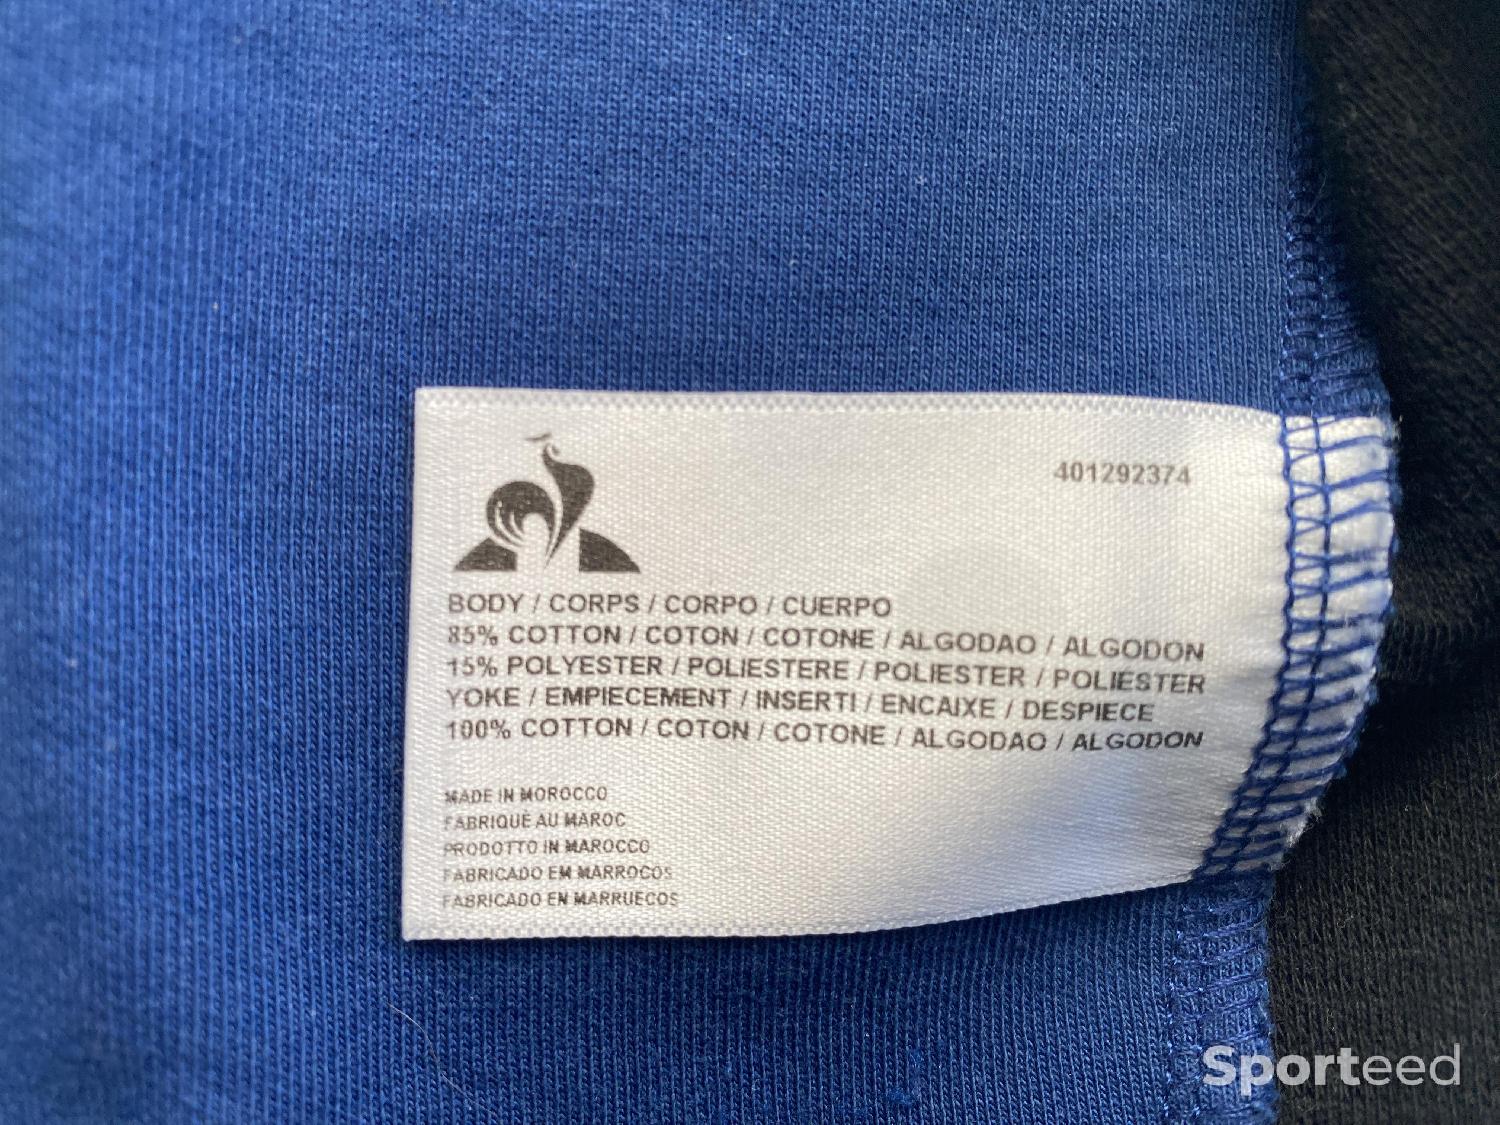 401292374
BODY / CORPS / CORPO / CUERPO
85% COTTON / COTON / COTONE / ALGODAO / ALGODON
15% POLYESTER / POLIESTERE / POLIESTER / POLIESTER
YOKE / EMPIECEMENT / INSERTI / ENCAIXE / DESPIECE
100% COTTON / COTON / COTONE / ALGODAO / ALGODON
MADE IN MOROCCO
FABRIQUÉ AU MAROC
PRODOTTO IN MAROCCO
FABRICADO EM MARROCOS
FABRICADO EN MARRUECOS
Sporteed